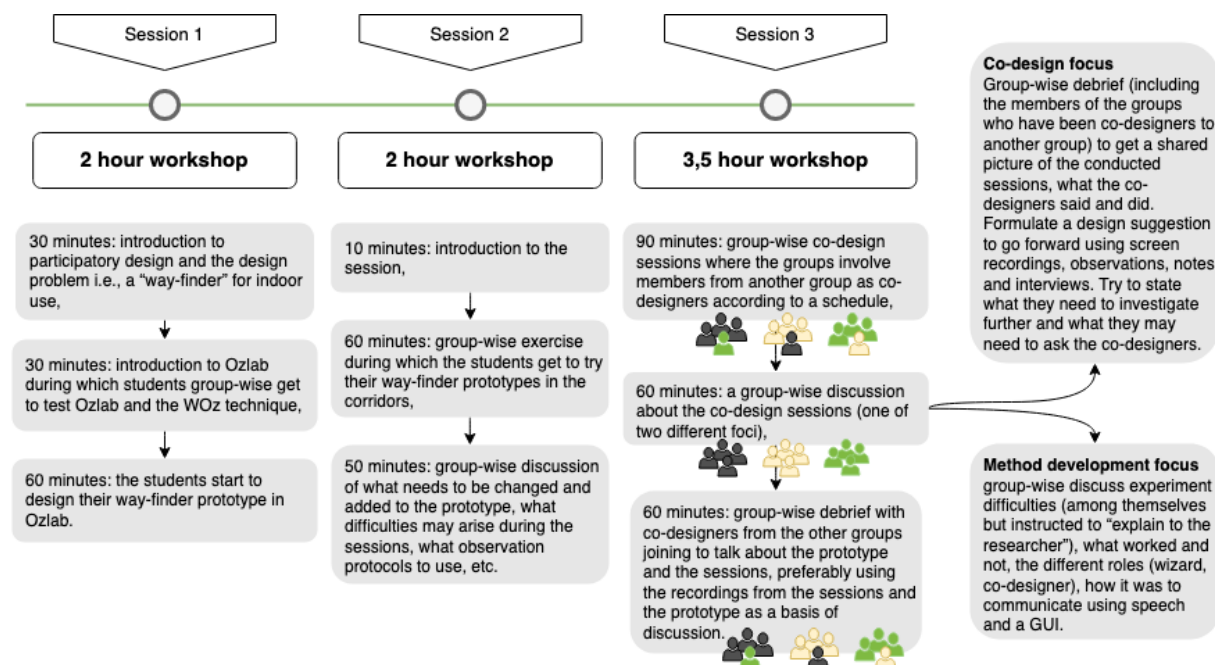 Session 1
2 hour workshop
30 minutes: introduction to
participatory design and the design
problem i.e., a “way-finder” for indoor
use,
30 minutes: introduction to Ozlab
during which students group-wise get
to test Ozlab and the WOz technique,
60 minutes: the students start to
design their way-finder prototype in
Ozlab.
Session 2
2 hour workshop
10 minutes: introduction to the
session,
60 minutes: group-wise exercise
during which the students get to try
their way-finder prototypes in the
corridors,
50 minutes: group-wise discussion
of what needs to be changed and
added to the prototype, what
difficulties may arise during the
sessions, what observation
protocols to use, etc.
Session 3
3,5 hour workshop
90 minutes: group-wise co-design
sessions where the groups involve
members from another group as co-
designers according to a schedule,
60 minutes: a group-wise discussion
about the co-design sessions (one of
two different foci),
60 minutes: group-wise debrief with
co-designers from the other groups
joining to talk about the prototype
and the sessions, preferably using
the recordings from the sessions and
the prototype as a basis of
discussion.
Co-design focus
Group-wise debrief (including
the members of the groups
who have been co-designers to
another group) to get a shared
picture of the conducted
sessions, what the co-
designers said and did.
Formulate a design suggestion
to go forward using screen
recordings, observations, notes
and interviews. Try to state
what they need to investigate
further and what they may
need to ask the co-designers.
Method development focus
group-wise discuss experiment
difficulties (among themselves
but instructed to “explain to the
researcher”), what worked and
not, the different roles (wizard,
co-designer), how it was to
communicate using speech
and a GUI.